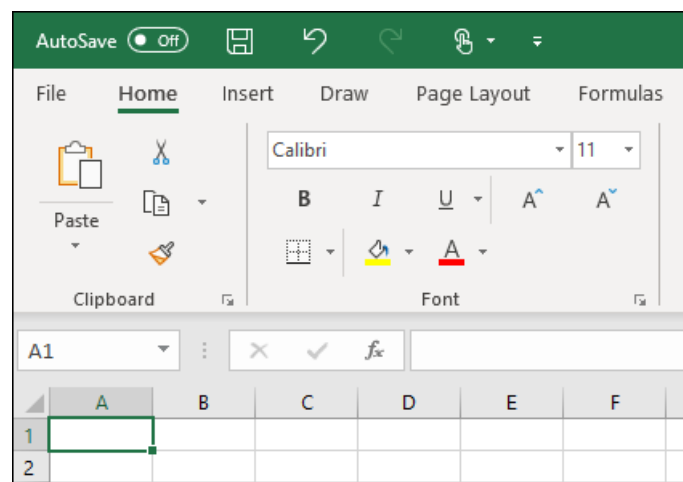 AutoSave Off
File Home Insert Draw Page Layout Formulas
Calibri 11
B I U A A
Paste
A
Clipboard Font
A1 fx
A B C D E F
1
2